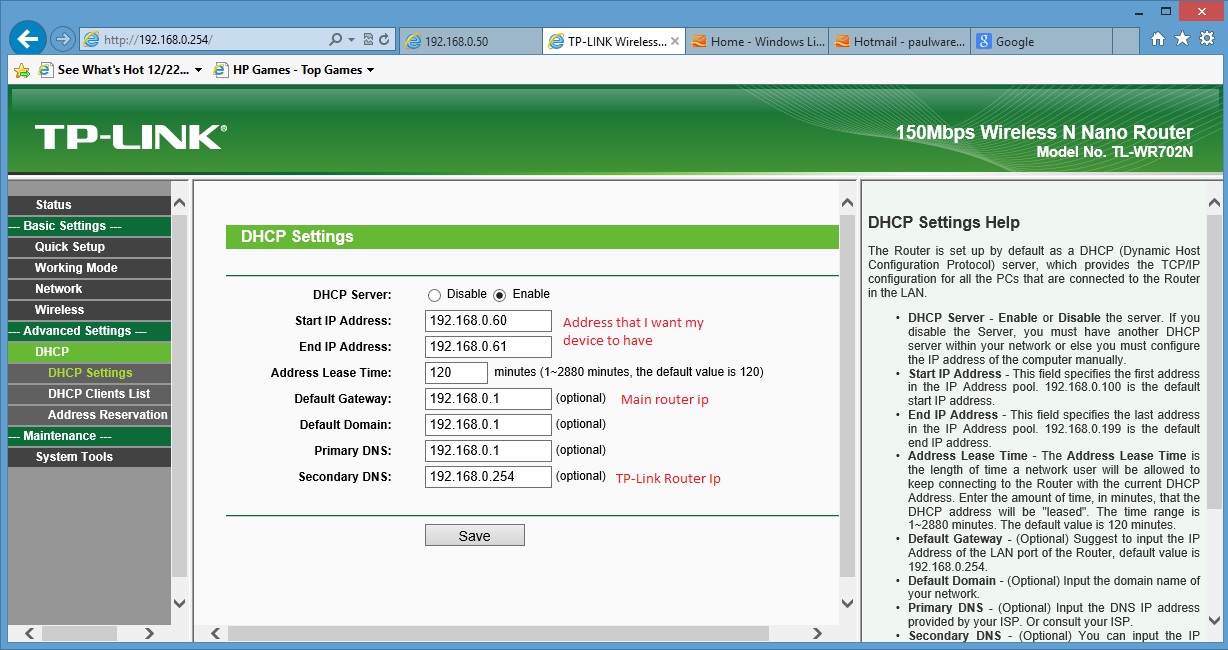 http://192.168.0.254/
192.168.0.50
TP-LINK Wireless...
Home - Windows Li...
Hotmail - paulware...
Google
See What's Hot 12/22...
HP Games - Top Games
TP-LINK®
150Mbps Wireless N Nano Router
Model No. TL-WR702N
Status
--- Basic Settings ---
Quick Setup
Working Mode
Network
Wireless
--- Advanced Settings ---
DHCP
DHCP Settings
DHCP Clients List
Address Reservation
--- Maintenance ---
System Tools
DHCP Settings
DHCP Server: Disable Enable
Start IP Address: 192.168.0.60
Address that I want my
device to have
End IP Address: 192.168.0.61
Address Lease Time: 120 minutes (1~2880 minutes, the default value is 120)
Default Gateway: 192.168.0.1 (optional) Main router ip
Default Domain: 192.168.0.1 (optional)
Primary DNS: 192.168.0.1 (optional)
Secondary DNS: 192.168.0.254 (optional) TP-Link Router Ip
Save
DHCP Settings Help
The Router is set up by default as a DHCP (Dynamic Host
Configuration Protocol) server, which provides the TCP/IP
configuration for all the PCs that are connected to the Router
in the LAN.
• DHCP Server - Enable or Disable the server. If you
disable the Server, you must have another DHCP
server within your network or else you must configure
the IP address of the computer manually.
• Start IP Address - This field specifies the first address
in the IP Address pool. 192.168.0.100 is the default
start IP address.
• End IP Address - This field specifies the last address
in the IP Address pool. 192.168.0.199 is the default
end IP address.
• Address Lease Time - The Address Lease Time is
the length of time a network user will be allowed to
keep connecting to the Router with the current DHCP
Address. Enter the amount of time, in minutes, that the
DHCP address will be "leased". The time range is
1~2880 minutes. The default value is 120 minutes.
• Default Gateway - (Optional) Suggest to input the IP
Address of the LAN port of the Router, default value is
192.168.0.254.
• Default Domain - (Optional) Input the domain name of
your network.
• Primary DNS - (Optional) Input the DNS IP address
provided by your ISP. Or consult your ISP.
• Secondary DNS - (Optional) You can input the IP